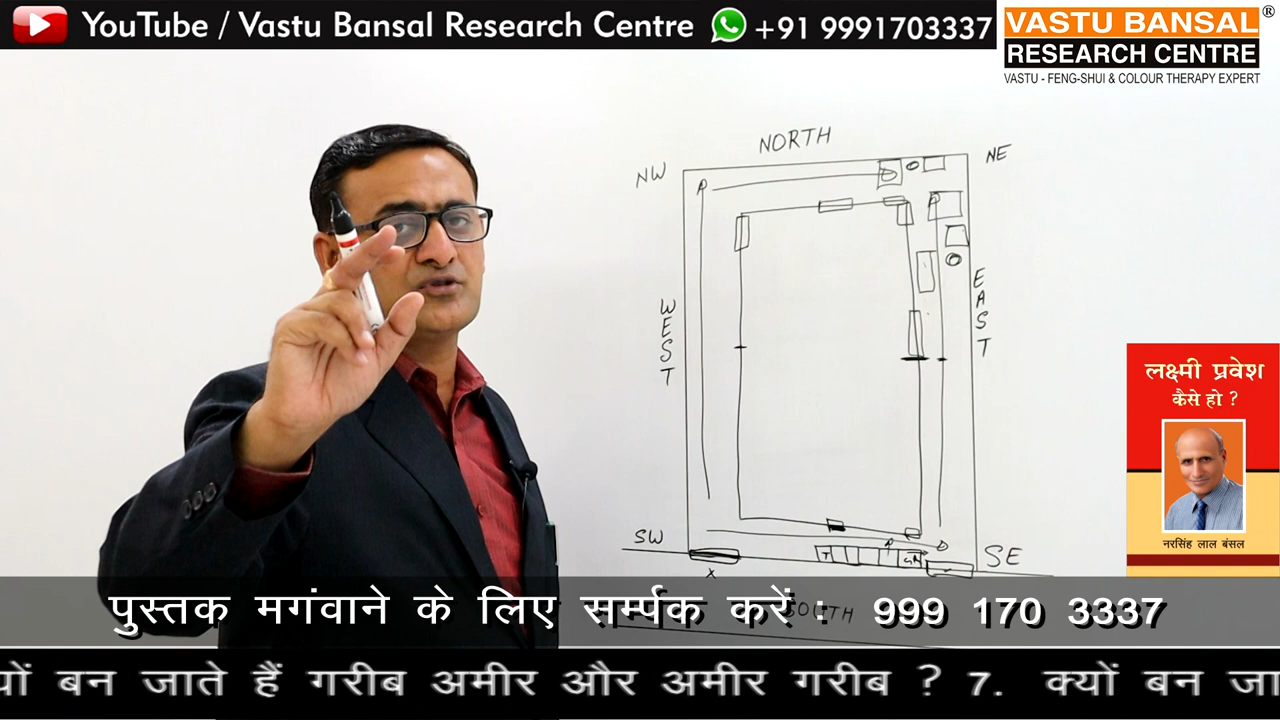 YouTube / Vastu Bansal Research Centre +91 9991703337
VASTU BANSAL®
RESEARCH CENTRE
VASTU - FENG-SHUI & COLOUR THERAPY EXPERT
NORTH
NW
NE
WEST
EAST
SW
SE
SOUTH
लक्ष्मी प्रवेश
कैसे हो ?
नरसिंह लाल बंसल
पुस्तक मगंवाने के लिए सर्म्पक करें : 999 170 3337
यों बन जाते हैं गरीब अमीर और अमीर गरीब ? 7. क्यों बन जा